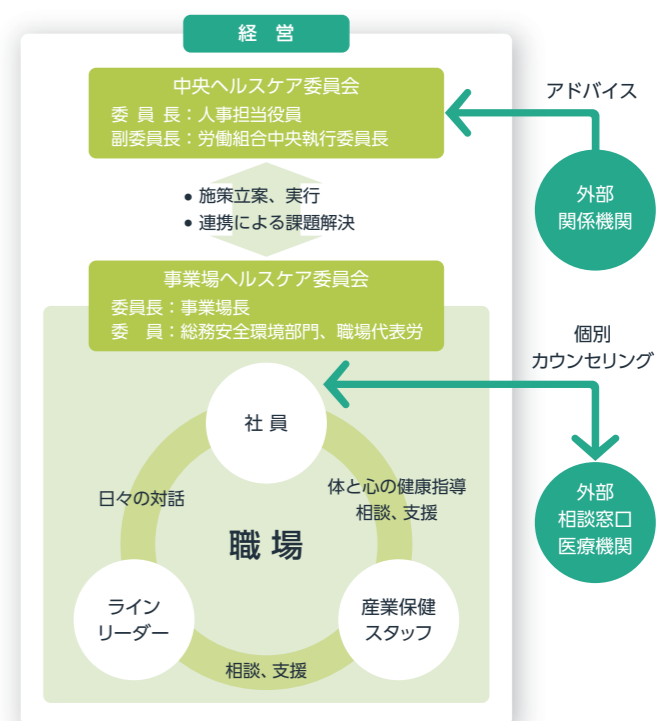 経 営
中央ヘルスケア委員会
委 員 長：人事担当役員
副委員長：労働組合中央執行委員長
アドバイス
外部
関係機関
• 施策立案、実行
• 連携による課題解決
事業場ヘルスケア委員会
委員長：事業場長
委　員：総務安全環境部門、職場代表労
個別
カウンセリング
社 員
日々の対話
体と心の健康指導
相談、支援
職 場
外部
相談窓口
医療機関
ライン
リーダー
産業保健
スタッフ
相談、支援